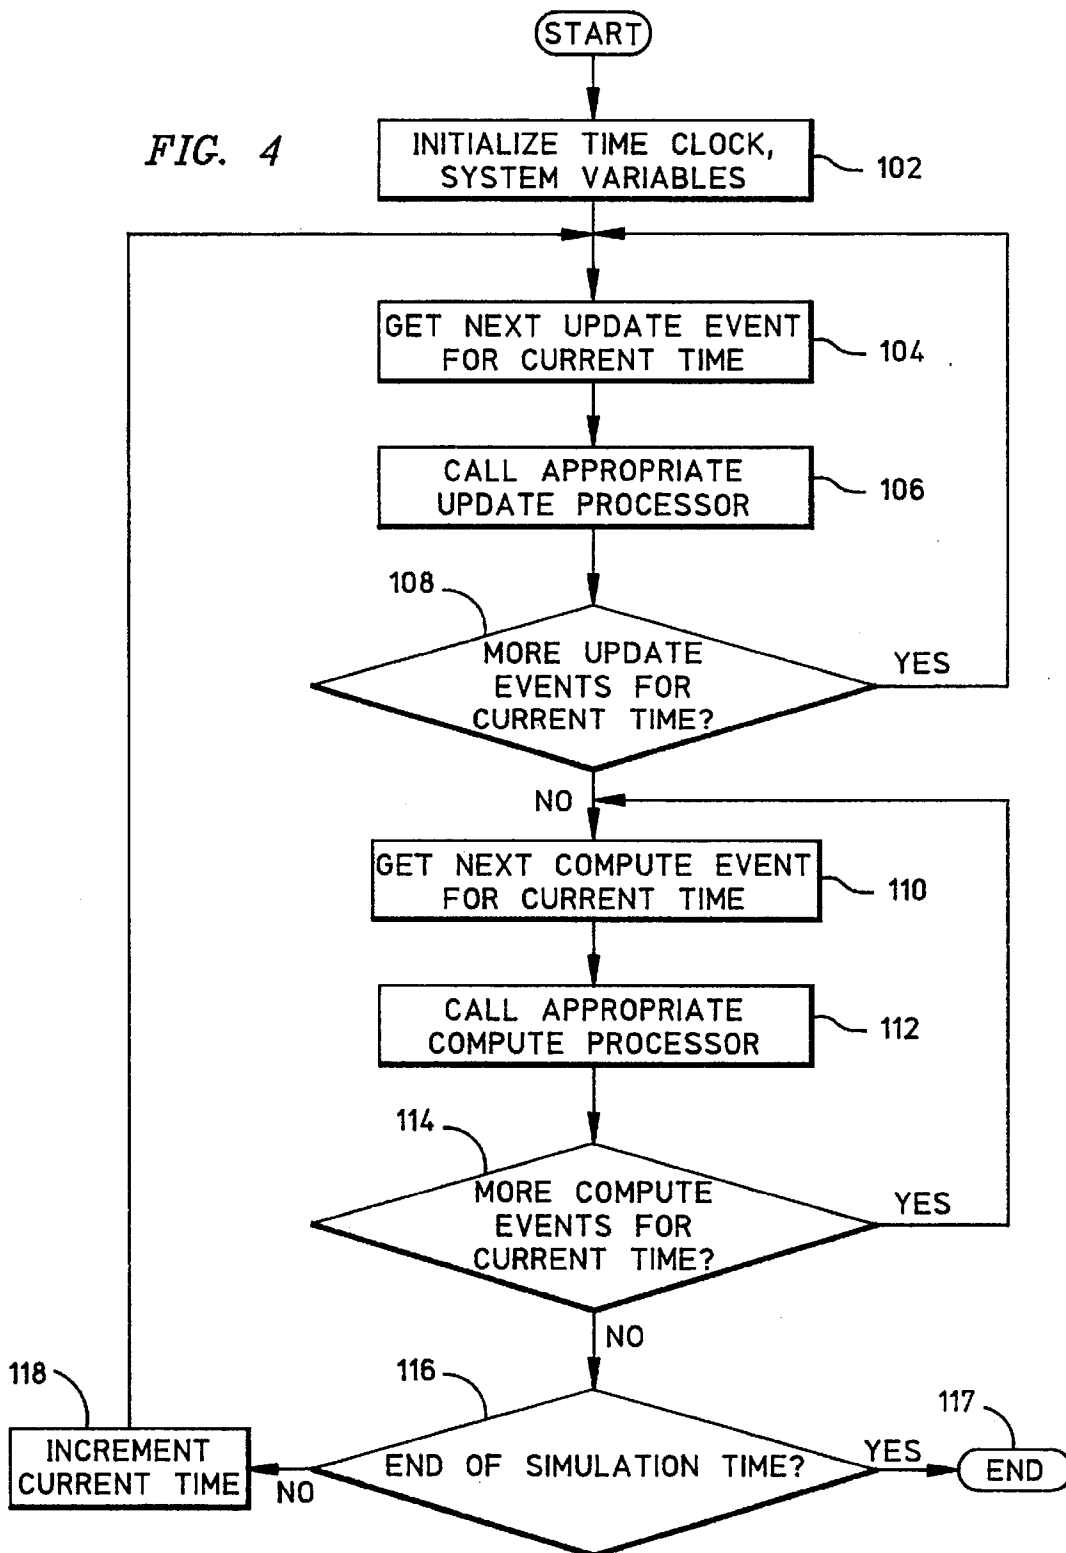 START
FIG. 4
INITIALIZE TIME CLOCK,
SYSTEM VARIABLES
102
GET NEXT UPDATE EVENT
FOR CURRENT TIME
104
CALL APPROPRIATE
UPDATE PROCESSOR
106
108
MORE UPDATE
EVENTS FOR
CURRENT TIME?
YES
NO
GET NEXT COMPUTE EVENT
FOR CURRENT TIME
110
CALL APPROPRIATE
COMPUTE PROCESSOR
112
114
MORE COMPUTE
EVENTS FOR
CURRENT TIME?
YES
NO
116
END OF SIMULATION TIME?
YES
117
END
NO
118
INCREMENT
CURRENT TIME